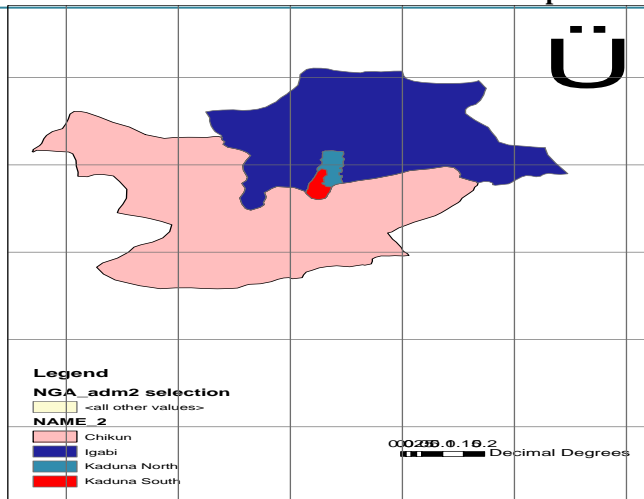 Ü
Legend
NGA_adm2 selection
<all other values>
NAME_2
Chikun
Igabi
Kaduna North
Kaduna South
Decimal Degrees